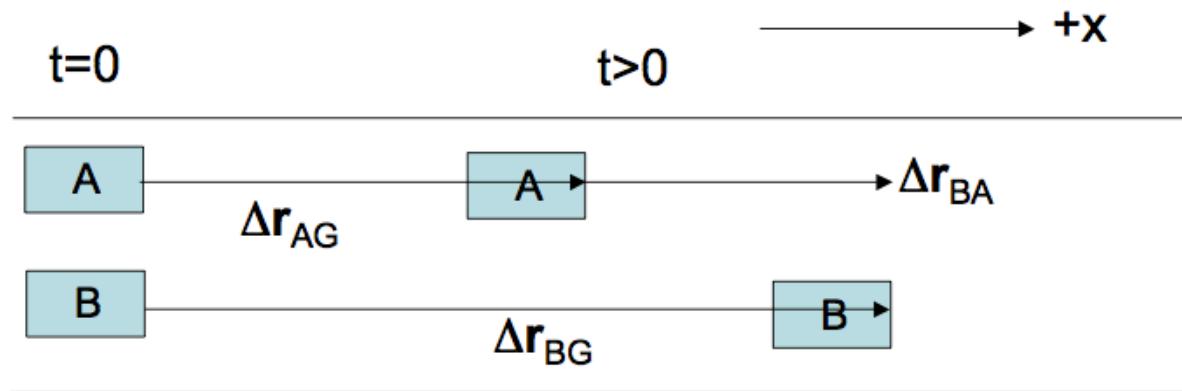 +x
t=0 t>0
A A Δr_BA
Δr_AG
B B
Δr_BG